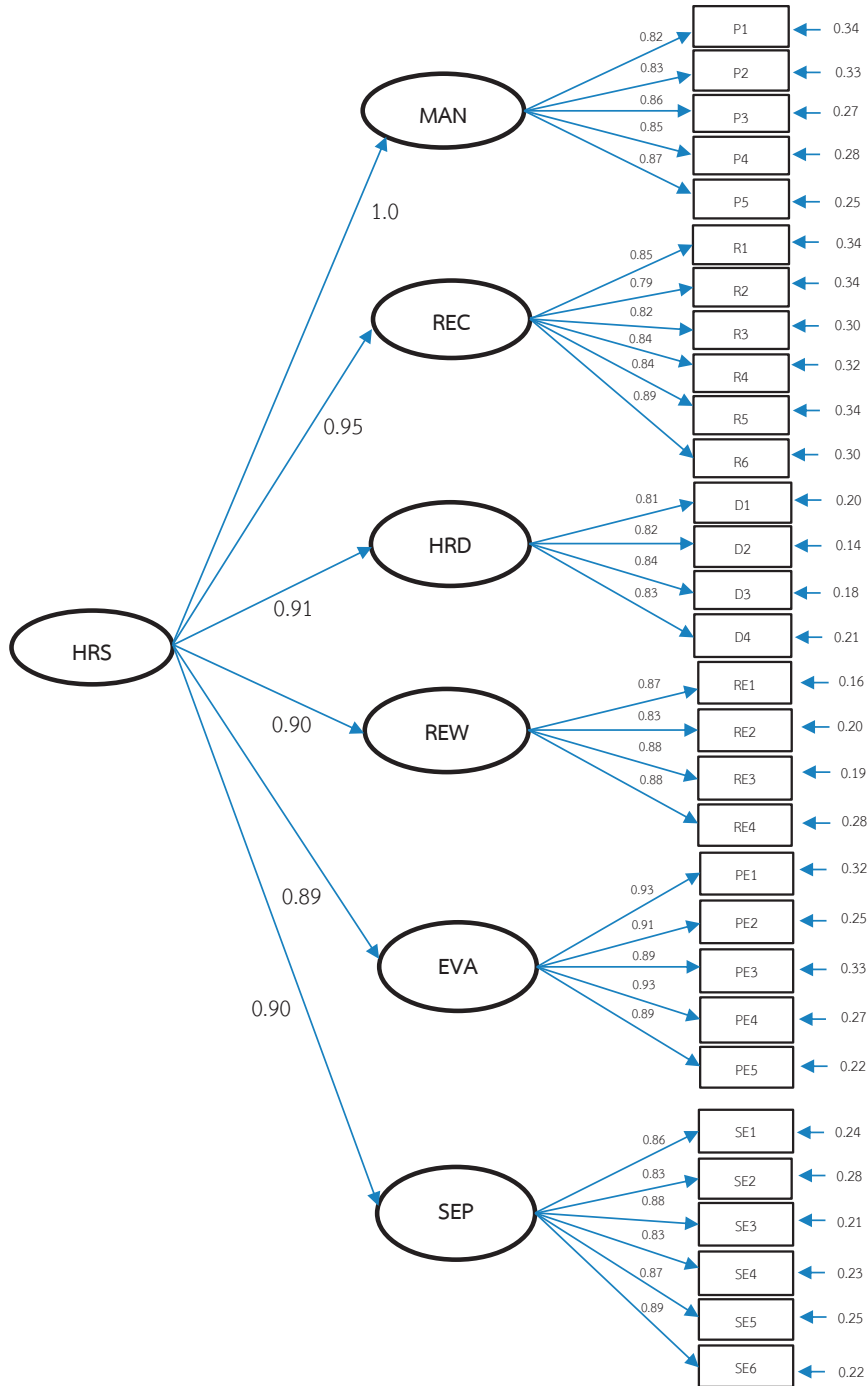 0.82 P1 0.34
0.83 P2 0.33
MAN 0.86 P3 0.27
0.85 P4 0.28
0.87 P5 0.25
1.0
0.85 R1 0.34
0.79 R2 0.34
REC 0.82 R3 0.30
0.84 R4 0.32
0.84 R5 0.34
0.89 R6 0.30
0.95
0.81 D1 0.20
HRD 0.82 D2 0.14
0.84 D3 0.18
0.83 D4 0.21
0.91
HRS
0.87 RE1 0.16
0.90 REW 0.83 RE2 0.20
0.88 RE3 0.19
0.88 RE4 0.28
0.89
0.93 PE1 0.32
0.91 PE2 0.25
EVA 0.89 PE3 0.33
0.93 PE4 0.27
0.89 PE5 0.22
0.90
0.86 SE1 0.24
0.83 SE2 0.28
SEP 0.88 SE3 0.21
0.83 SE4 0.23
0.87 SE5 0.25
0.89 SE6 0.22